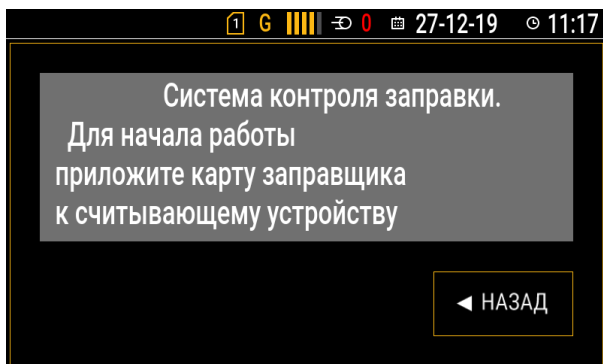 1 G 0 27-12-19 11:17
Система контроля заправки.
Для начала работы
приложите карту заправщика
к считывающему устройству
◄ НАЗАД